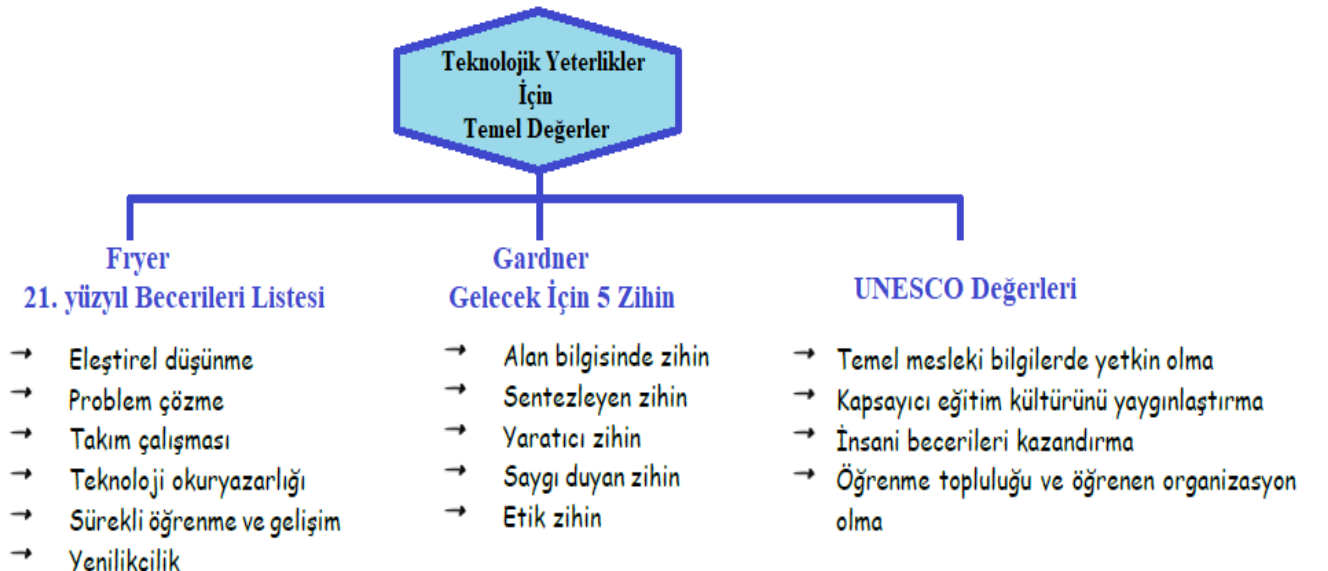 Teknolojik Yeterlikler
İçin
Temel Değerler
Fryer
21. yüzyıl Becerileri Listesi
→ Eleştirel düşünme
→ Problem çözme
→ Takım çalışması
→ Teknoloji okuryazarlığı
→ Sürekli öğrenme ve gelişim
→ Yenilikçilik
Gardner
Gelecek İçin 5 Zihin
→ Alan bilgisinde zihin
→ Sentezleyen zihin
→ Yaratıcı zihin
→ Saygı duyan zihin
→ Etik zihin
UNESCO Değerleri
→ Temel mesleki bilgilerde yetkin olma
→ Kapsayıcı eğitim kültürünü yaygınlaştırma
→ İnsani becerileri kazandırma
→ Öğrenme topluluğu ve öğrenen organizasyon
olma